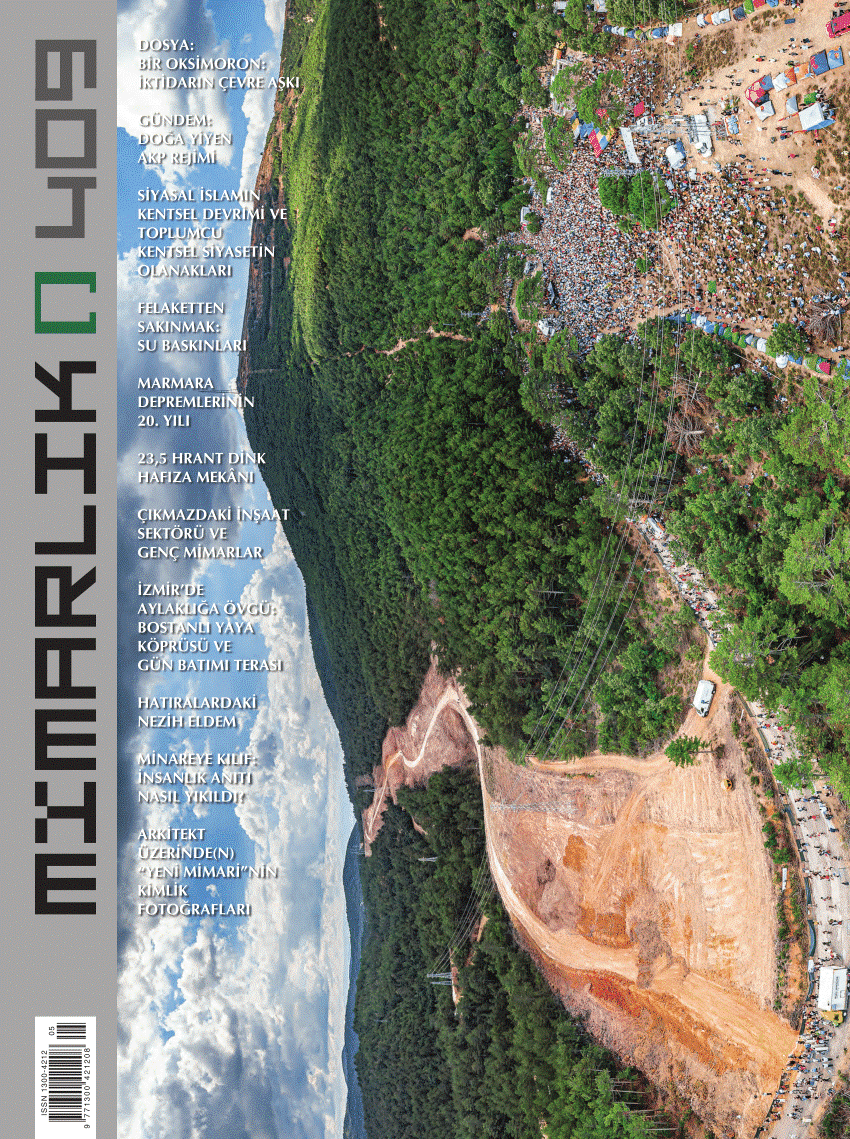 MİMARLIK 409
DOSYA:
BİR OKSİMORON:
İKTİDARIN ÇEVRE AŞKI
GÜNDEM:
DOĞA YİYEN
AKP REJİMİ
SİYASAL İSLAMIN
KENTSEL DEVRİMİ VE
TOPLUMCU
KENTSEL SİYASETİN
OLANAKLARI
FELAKETTEN
SAKINMAK:
SU BASKINLARI
MARMARA
DEPREMLERİNİN
20. YILI
23,5 HRANT DİNK
HAFIZA MEKÂNI
ÇIKMAZDAKİ İNŞAAT
SEKTÖRÜ VE
GENÇ MİMARLAR
İZMİR'DE
AYLAKLIĞA ÖVGÜ:
BOSTANLI YAYA
KÖPRÜSÜ VE
GÜN BATIMI TERASI
HATIRALARDAKİ
NEZİH ELDEM
MİNAREYE KILIF:
İNSANLIK ANITI
NASIL YIKILDI?
ARKİTEKT
ÜZERİNDE(N)
“YENİ MİMARİ”NİN
KİMLİK
FOTOĞRAFLARI
ISSN 1300-4212
05
9 771300 421208